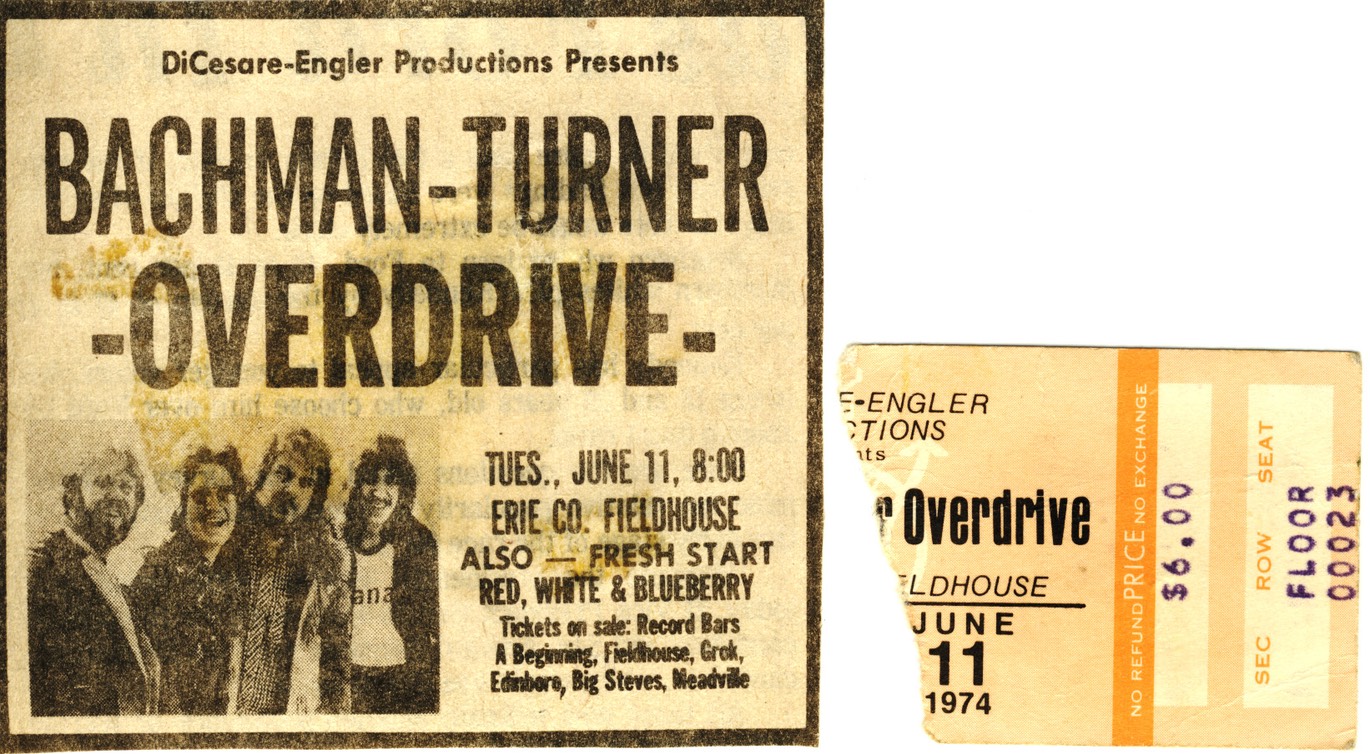 DiCesare-Engler Productions Presents
BACHMAN-TURNER
-OVERDRIVE-
TUES., JUNE 11, 8:00
ERIE CO. FIELDHOUSE
ALSO — FRESH START
RED, WHITE & BLUEBERRY
Tickets on sale: Record Bars
A Beginning, Fieldhouse, Grok,
Edinboro, Big Steves, Meadville
ana
E-ENGLER
CTIONS
nts
r Overdrive
ELDHOUSE
JUNE
11
1974
NO REFUND PRICE NO EXCHANGE
$6.00
SEC ROW SEAT
FLOOR
00023